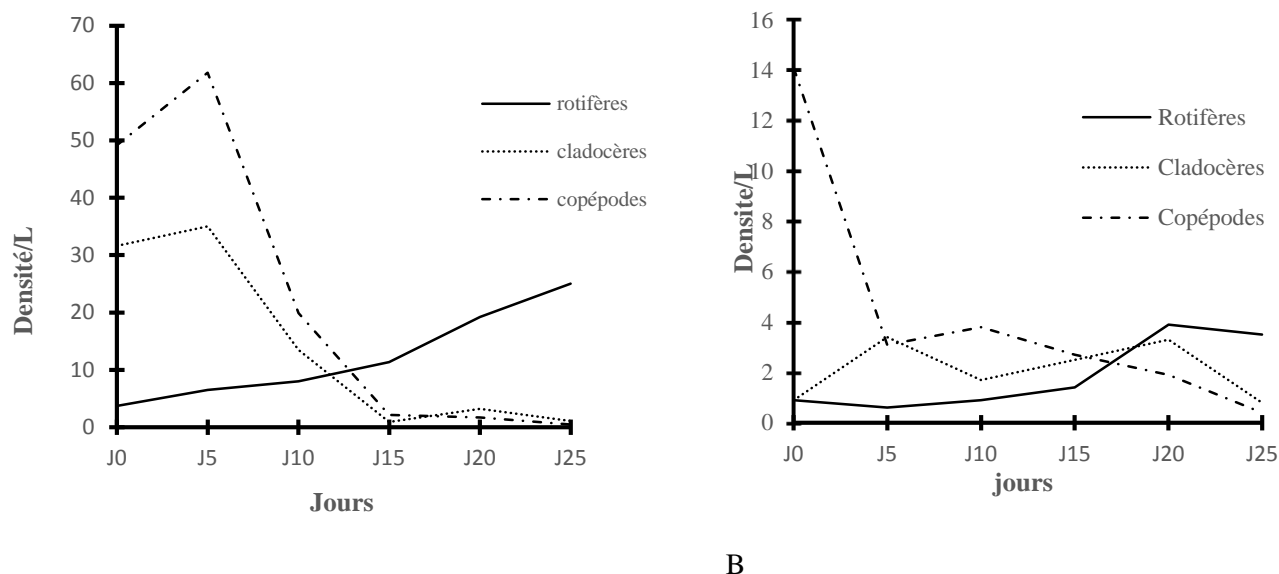 70
60
50
40
30
20
10
0
Densité/L
J0 J5 J10 J15 J20 J25
Jours
rotifères
cladocères
copépodes
16
14
12
10
8
6
4
2
0
Densite/L
J0 J5 J10 J15 J20 J25
jours
Rotifères
Cladocères
Copépodes
B